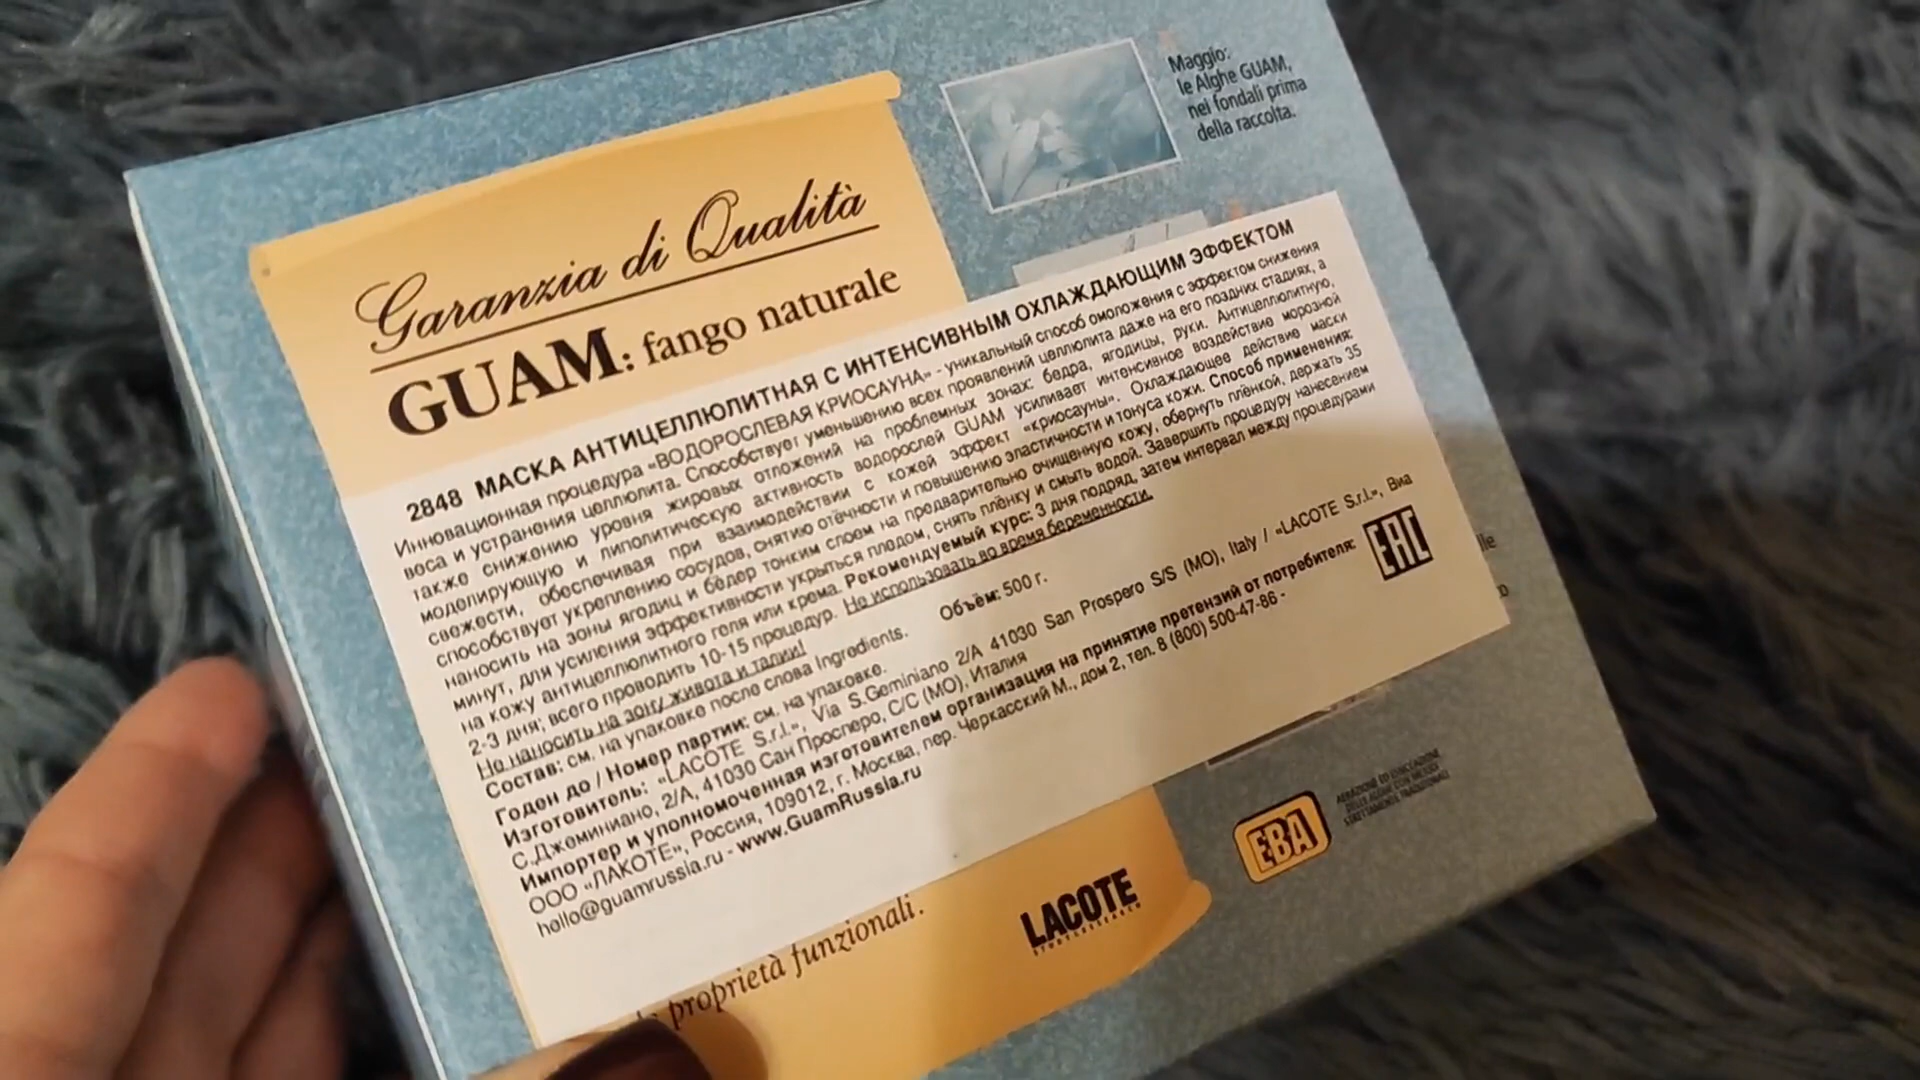 Garanzia di Qualità
GUAM: fango naturale
Maggio:
le Alghe GUAM,
nei fondali prima
della raccolta.
2848 МАСКА АНТИЦЕЛЛЮЛИТНАЯ С ИНТЕНСИВНЫМ ОХЛАЖДАЮЩИМ ЭФФЕКТОМ
Инновационная процедура «ВОДОРОСЛЕВАЯ КРИОСАУНА» - уникальный способ омоложения с эффектом снижения
веса и устранения целлюлита. Способствует уменьшению всех проявлений целлюлита даже на его поздних стадиях, а
также снижению уровня жировых отложений на проблемных зонах: бедра, ягодицы, руки. Антицеллюлитную,
моделирующую и липолитическую активность водорослей GUAM усиливает интенсивное воздействие морозной
свежести, обеспечивая при взаимодействии с кожей эффект «криосауны». Охлаждающее действие маски
способствует укреплению сосудов, снятию отёчности и повышению эластичности и тонуса кожи. Способ применения:
наносить на зоны ягодиц и бёдер тонким слоем на предварительно очищенную кожу, обернуть плёнкой, держать 35
минут, для усиления эффективности укрыться пледом, снять плёнку и смыть водой. Завершить процедуру нанесением
на кожу антицеллюлитного геля или крема. Рекомендуемый курс: 3 дня подряд, затем интервал между процедурами
2-3 дня; всего проводить 10-15 процедур. Не использовать во время беременности.
Не наносить на зону живота и талии!
Состав: см. на упаковке после слова Ingredients. Объём: 500 г.
Годен до / Номер партии: см. на упаковке.
Изготовитель: «LACOTE S.r.l.», Via S.Geminiano 2/A 41030 San Prospero S/S (MO), Italy / «LACOTE S.r.l.», Виа
С.Джеминиано, 2/А, 41030 Сан Просперо, С/С (МО), Италия
Импортер и уполномоченная изготовителем организация на принятие претензий от потребителя:
ООО «ЛАКОТЕ», Россия, 109012, г. Москва, пер. Черкасский М., дом 2, тел. 8 (800) 500-47-86 -
hello@guamrussia.ru - www.GuamRussia.ru
EAC
lle
to
proprietà funzionali.
LACOTE
EBA